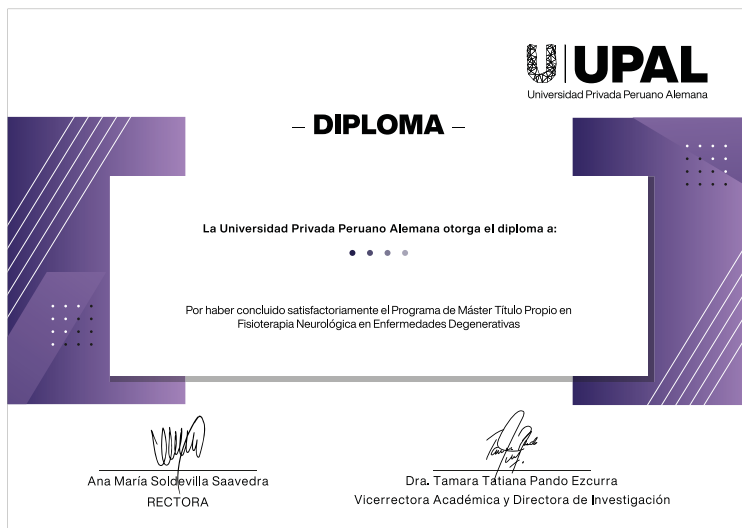 UPAL
Universidad Privada Peruano Alemana
– DIPLOMA –
La Universidad Privada Peruano Alemana otorga el diploma a:
Por haber concluido satisfactoriamente el Programa de Máster Título Propio en
Fisioterapia Neurológica en Enfermedades Degenerativas
Ana María Soldevilla Saavedra
RECTORA
Dra. Tamara Tatiana Pando Ezcurra
Vicerrectora Académica y Directora de Investigación